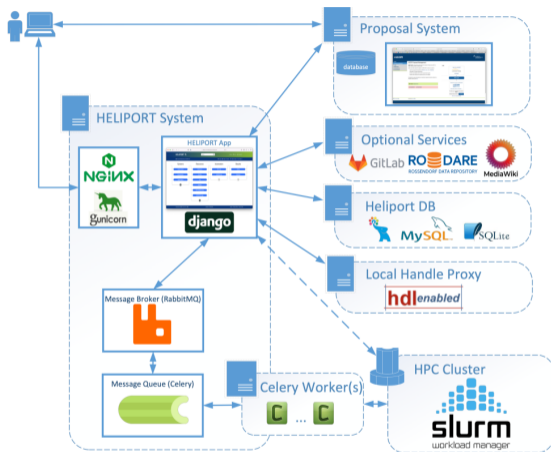 Proposal System
database
HELIPORT System
HELIPORT App
Optional Services
NGINX
gunicorn
django
GitLab
RODARE
ROSSENDORF DATA REPOSITORY
MediaWiki
Heliport DB
MySQL
SQLite
Local Handle Proxy
hdl enabled
Message Broker (RabbitMQ)
Message Queue (Celery)
Celery Worker(s)
C ... C
HPC Cluster
slurm
workload manager